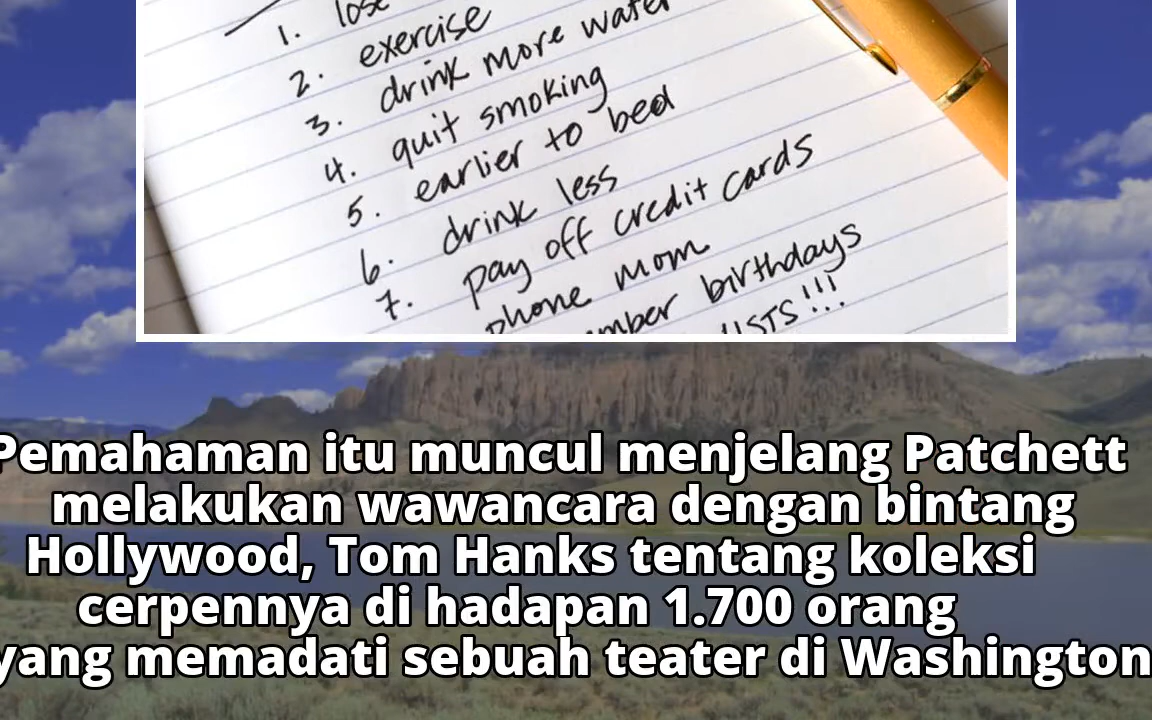 1. lose
2. exercise
3. drink more water
4. quit smoking
5. earlier to bed
6. drink less
7. pay off credit cards
phone mom
birthdays
LISTS!!!
Pemahaman itu muncul menjelang Patchett
melakukan wawancara dengan bintang
Hollywood, Tom Hanks tentang koleksi
cerpennya di hadapan 1.700 orang
yang memadati sebuah teater di Washington